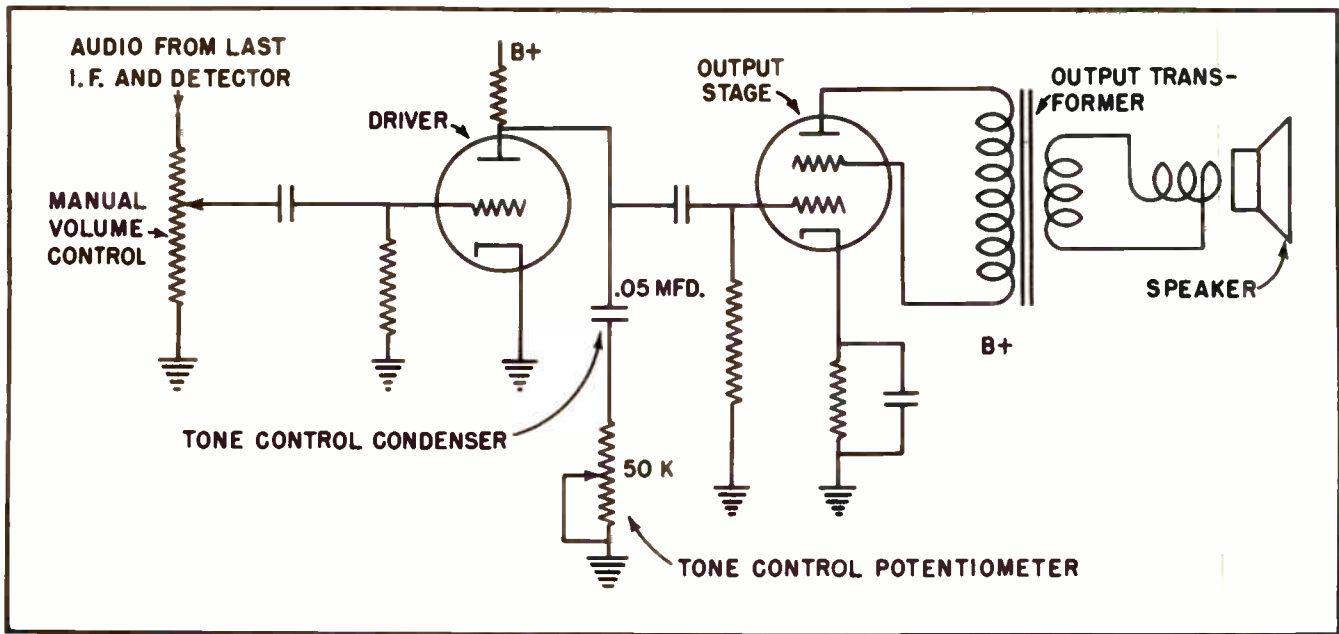 AUDIO FROM LAST
I.F. AND DETECTOR
B+
DRIVER
OUTPUT
STAGE
OUTPUT TRANS-
FORMER
MANUAL
VOLUME
CONTROL
.05 MFD.
SPEAKER
B+
TONE CONTROL CONDENSER
50 K
TONE CONTROL POTENTIOMETER